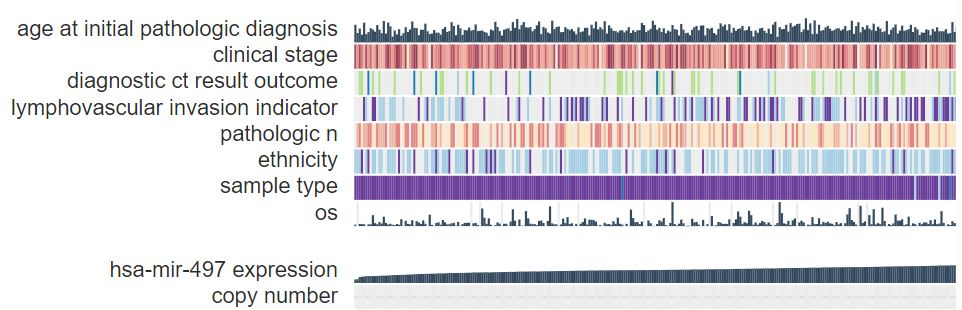 age at initial pathologic diagnosis
clinical stage
diagnostic ct result outcome
lymphovascular invasion indicator
pathologic n
ethnicity
sample type
os
hsa-mir-497 expression
copy number